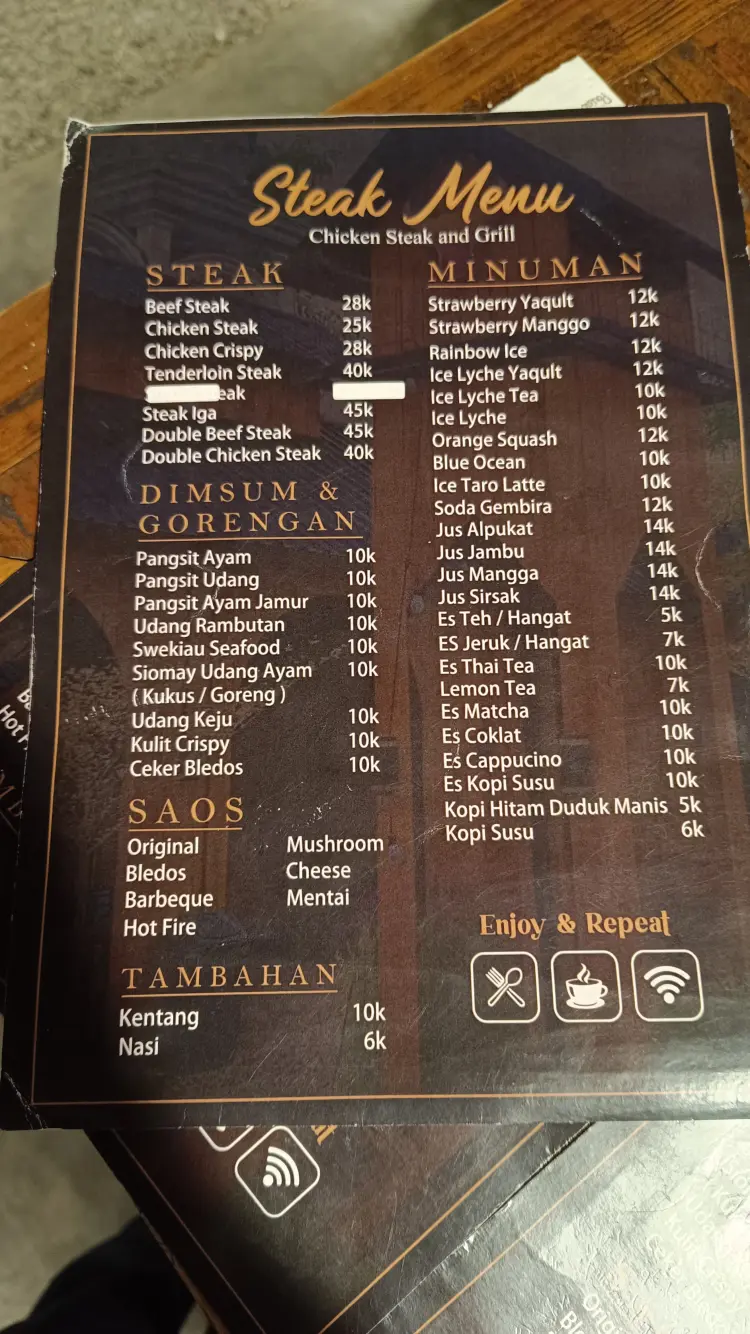 Steak Menu
Chicken Steak and Grill
STEAK
Beef Steak 28k
Chicken Steak 25k
Chicken Crispy 28k
Tenderloin Steak 40k
eak
Steak Iga 45k
Double Beef Steak 45k
Double Chicken Steak 40k
DIMSUM &
GORENGAN
Pangsit Ayam 10k
Pangsit Udang 10k
Pangsit Ayam Jamur 10k
Udang Rambutan 10k
Swekiau Seafood 10k
Siomay Udang Ayam 10k
( Kukus / Goreng )
Udang Keju 10k
Kulit Crispy 10k
Ceker Bledos 10k
SAOS
Original Mushroom
Bledos Cheese
Barbeque Mentai
Hot Fire
TAMBAHAN
Kentang 10k
Nasi 6k
MINUMAN
Strawberry Yaqult 12k
Strawberry Manggo 12k
Rainbow Ice 12k
Ice Lyche Yaqult 12k
Ice Lyche Tea 10k
Ice Lyche 10k
Orange Squash 12k
Blue Ocean 10k
Ice Taro Latte 10k
Soda Gembira 12k
Jus Alpukat 14k
Jus Jambu 14k
Jus Mangga 14k
Jus Sirsak 14k
Es Teh / Hangat 5k
ES Jeruk / Hangat 7k
Es Thai Tea 10k
Lemon Tea 7k
Es Matcha 10k
Es Coklat 10k
Es Cappucino 10k
Es Kopi Susu 10k
Kopi Hitam Duduk Manis 5k
Kopi Susu 6k
Enjoy & Repeat